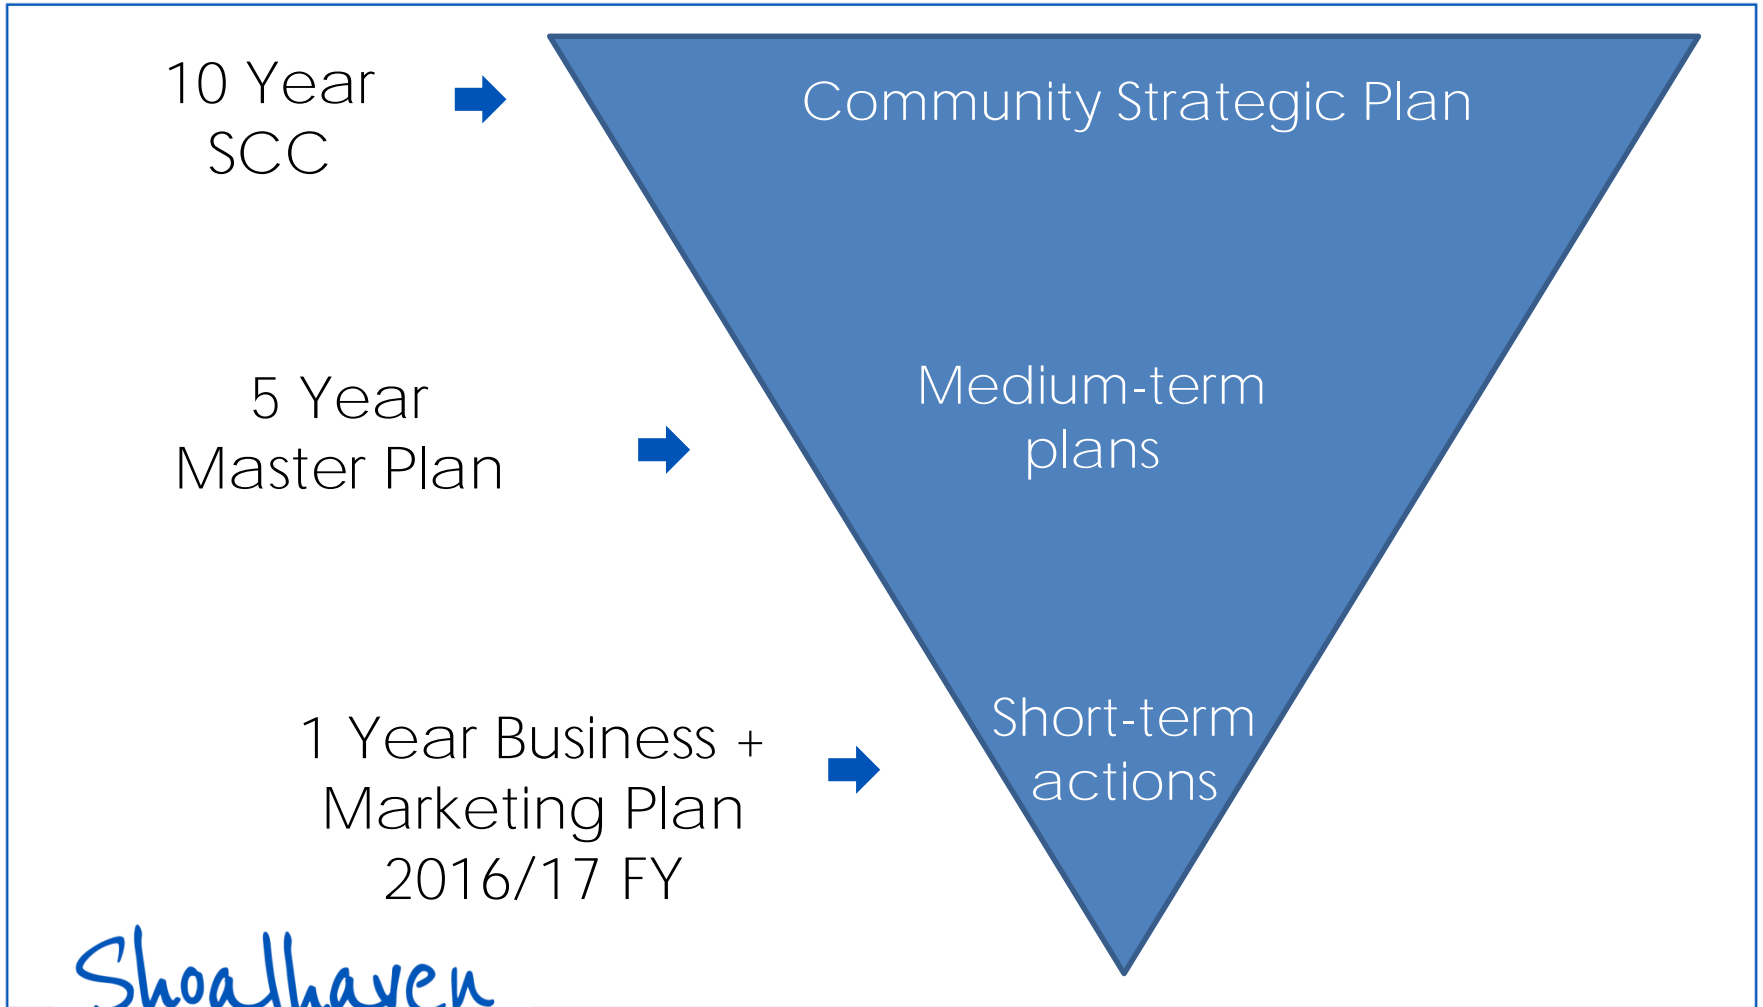 10 Year
SCC
Community Strategic Plan
5 Year
Master Plan
Medium-term
plans
1 Year Business +
Marketing Plan
2016/17 FY
Short-term
actions
Shoalhaven